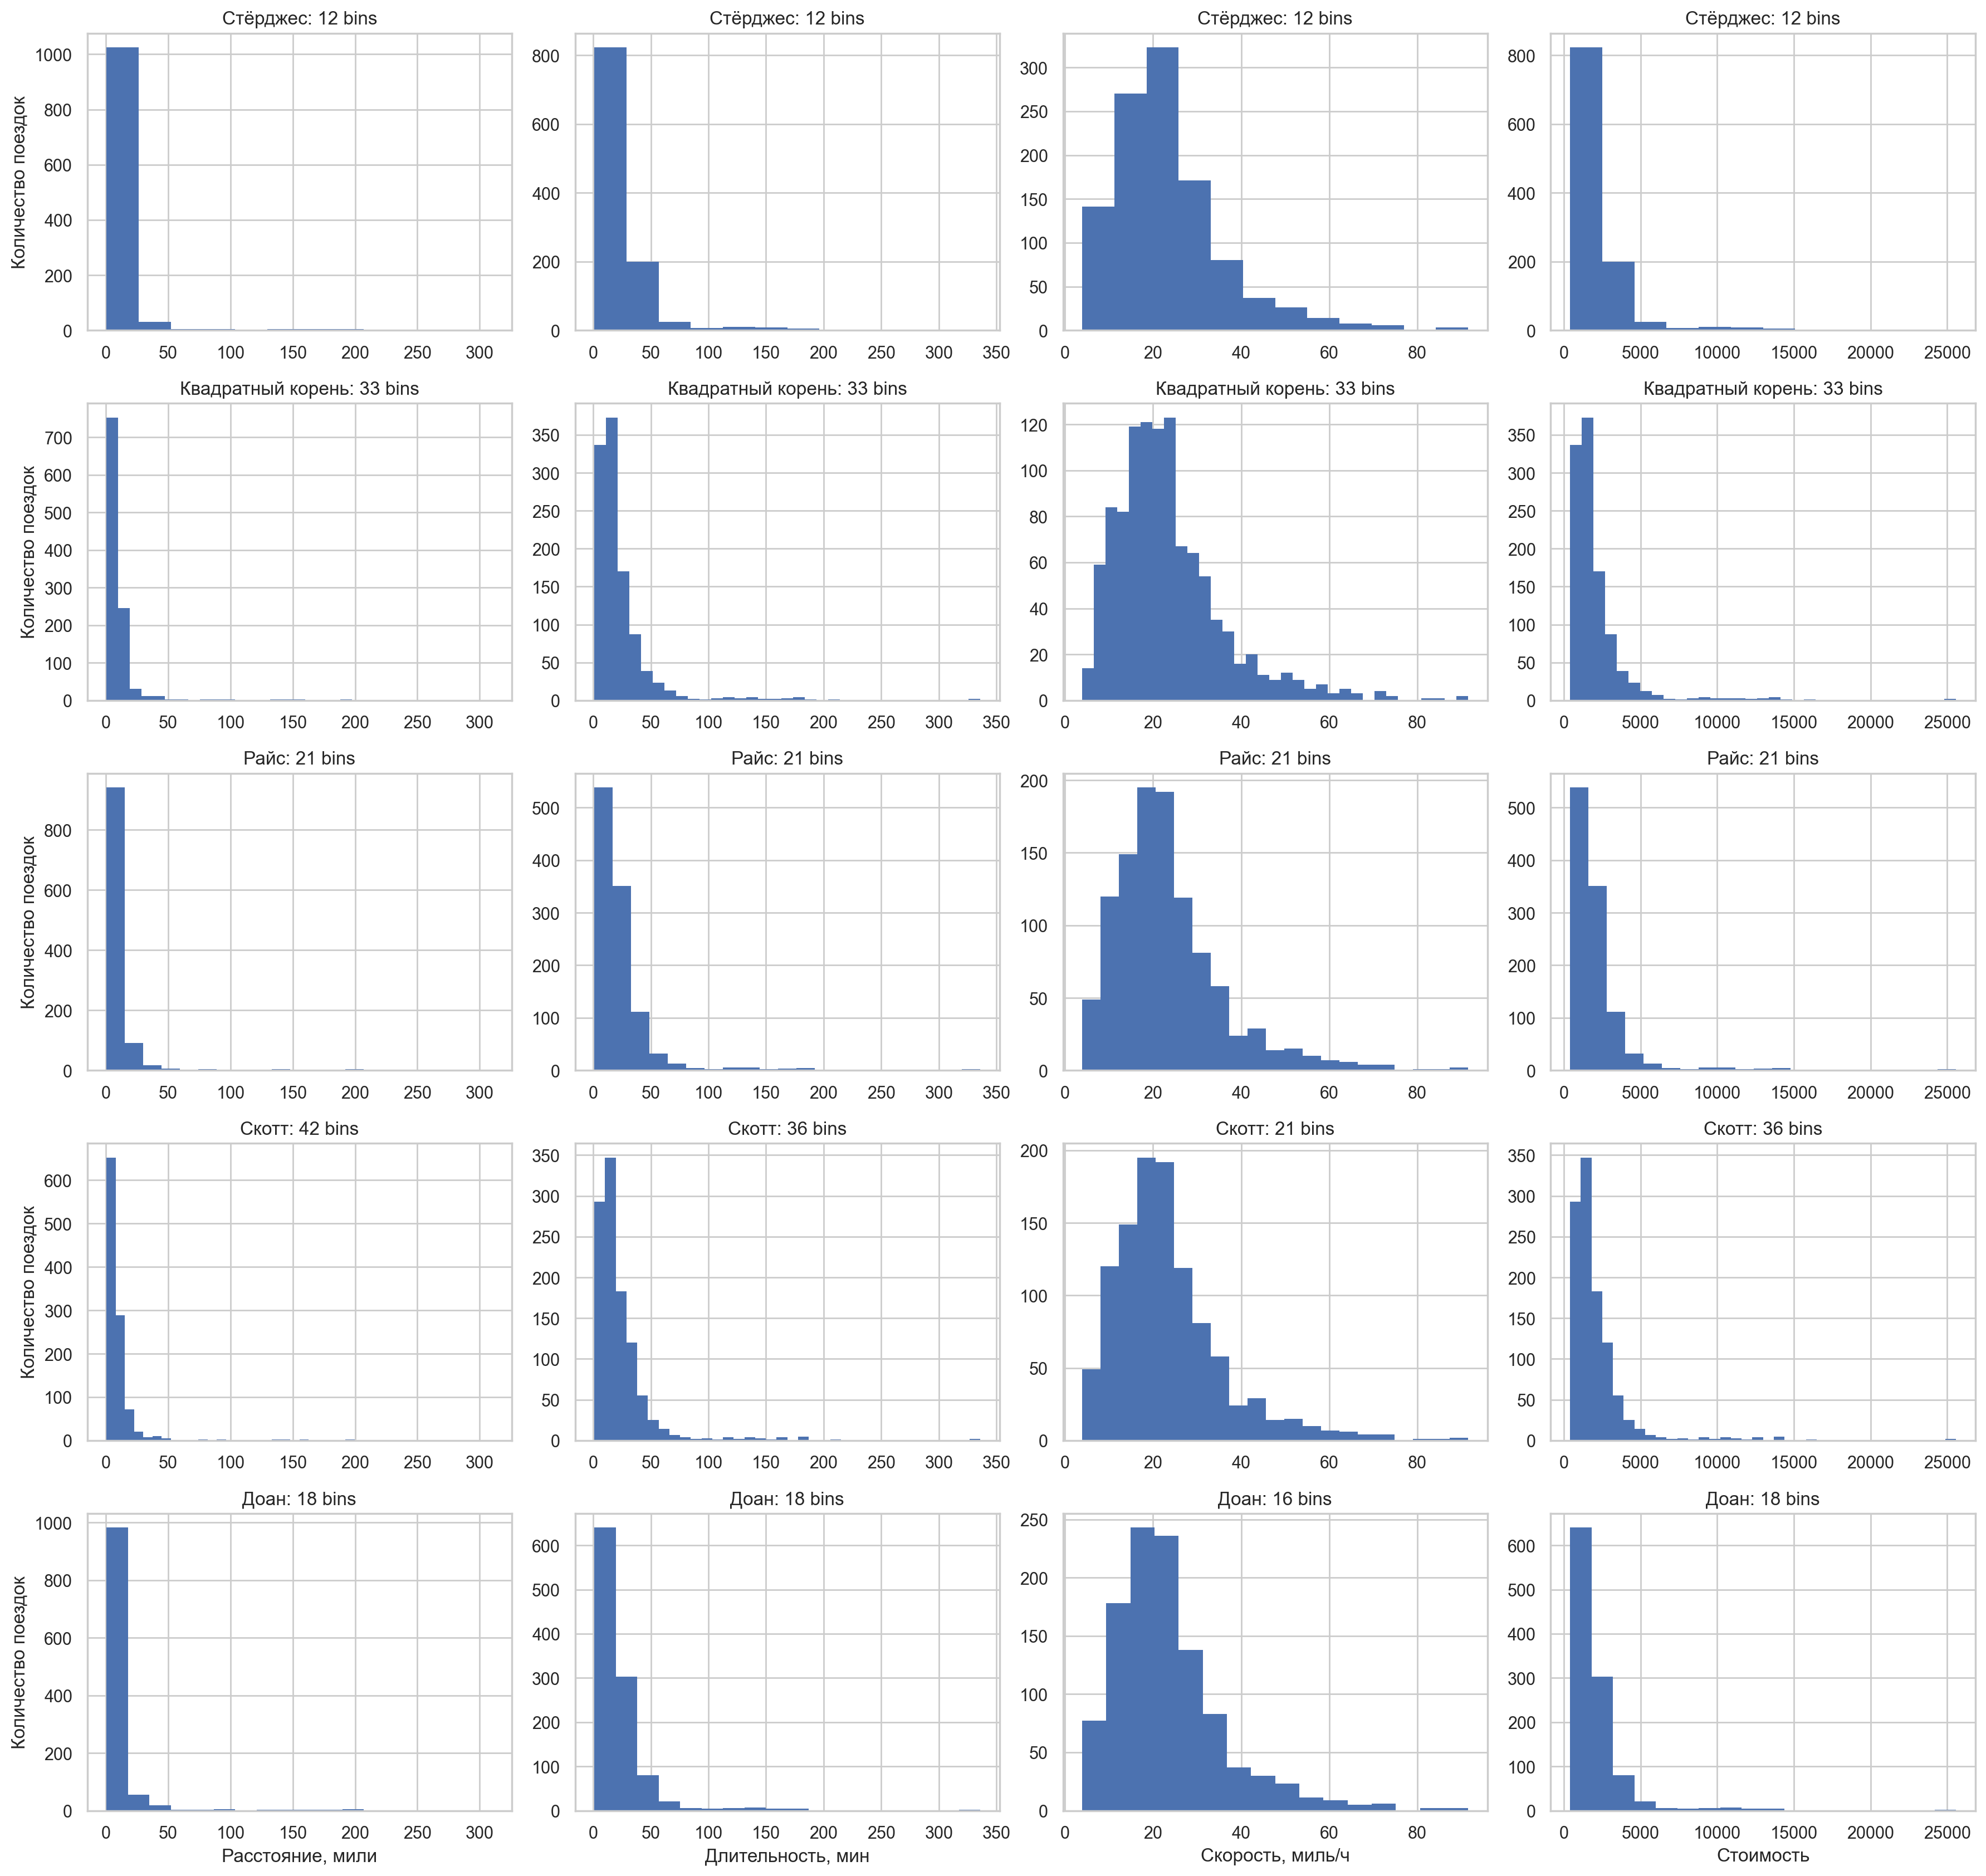 Стёрджес: 12 bins Стёрджес: 12 bins Стёрджес: 12 bins Стёрджес: 12 bins
Количество поездок
1000 800 600 400 200 0
0 50 100 150 200 250 300
800 600 400 200 0
0 50 100 150 200 250 300 350
300 250 200 150 100 50 0
0 20 40 60 80
800 600 400 200 0
0 5000 10000 15000 20000 25000
Квадратный корень: 33 bins Квадратный корень: 33 bins Квадратный корень: 33 bins Квадратный корень: 33 bins
Количество поездок
700 600 500 400 300 200 100 0
0 50 100 150 200 250 300
350 300 250 200 150 100 50 0
0 50 100 150 200 250 300 350
120 100 80 60 40 20 0
0 20 40 60 80
350 300 250 200 150 100 50 0
0 5000 10000 15000 20000 25000
Райс: 21 bins Райс: 21 bins Райс: 21 bins Райс: 21 bins
Количество поездок
800 600 400 200 0
0 50 100 150 200 250 300
500 400 300 200 100 0
0 50 100 150 200 250 300 350
200 150 100 50 0
0 20 40 60 80
500 400 300 200 100 0
0 5000 10000 15000 20000 25000
Скотт: 42 bins Скотт: 36 bins Скотт: 21 bins Скотт: 36 bins
Количество поездок
600 500 400 300 200 100 0
0 50 100 150 200 250 300
350 300 250 200 150 100 50 0
0 50 100 150 200 250 300 350
200 150 100 50 0
0 20 40 60 80
350 300 250 200 150 100 50 0
0 5000 10000 15000 20000 25000
Доан: 18 bins Доан: 18 bins Доан: 16 bins Доан: 18 bins
Количество поездок
1000 800 600 400 200 0
0 50 100 150 200 250 300
600 500 400 300 200 100 0
0 50 100 150 200 250 300 350
250 200 150 100 50 0
0 20 40 60 80
600 500 400 300 200 100 0
0 5000 10000 15000 20000 25000
Расстояние, мили Длительность, мин Скорость, миль/ч Стоимость